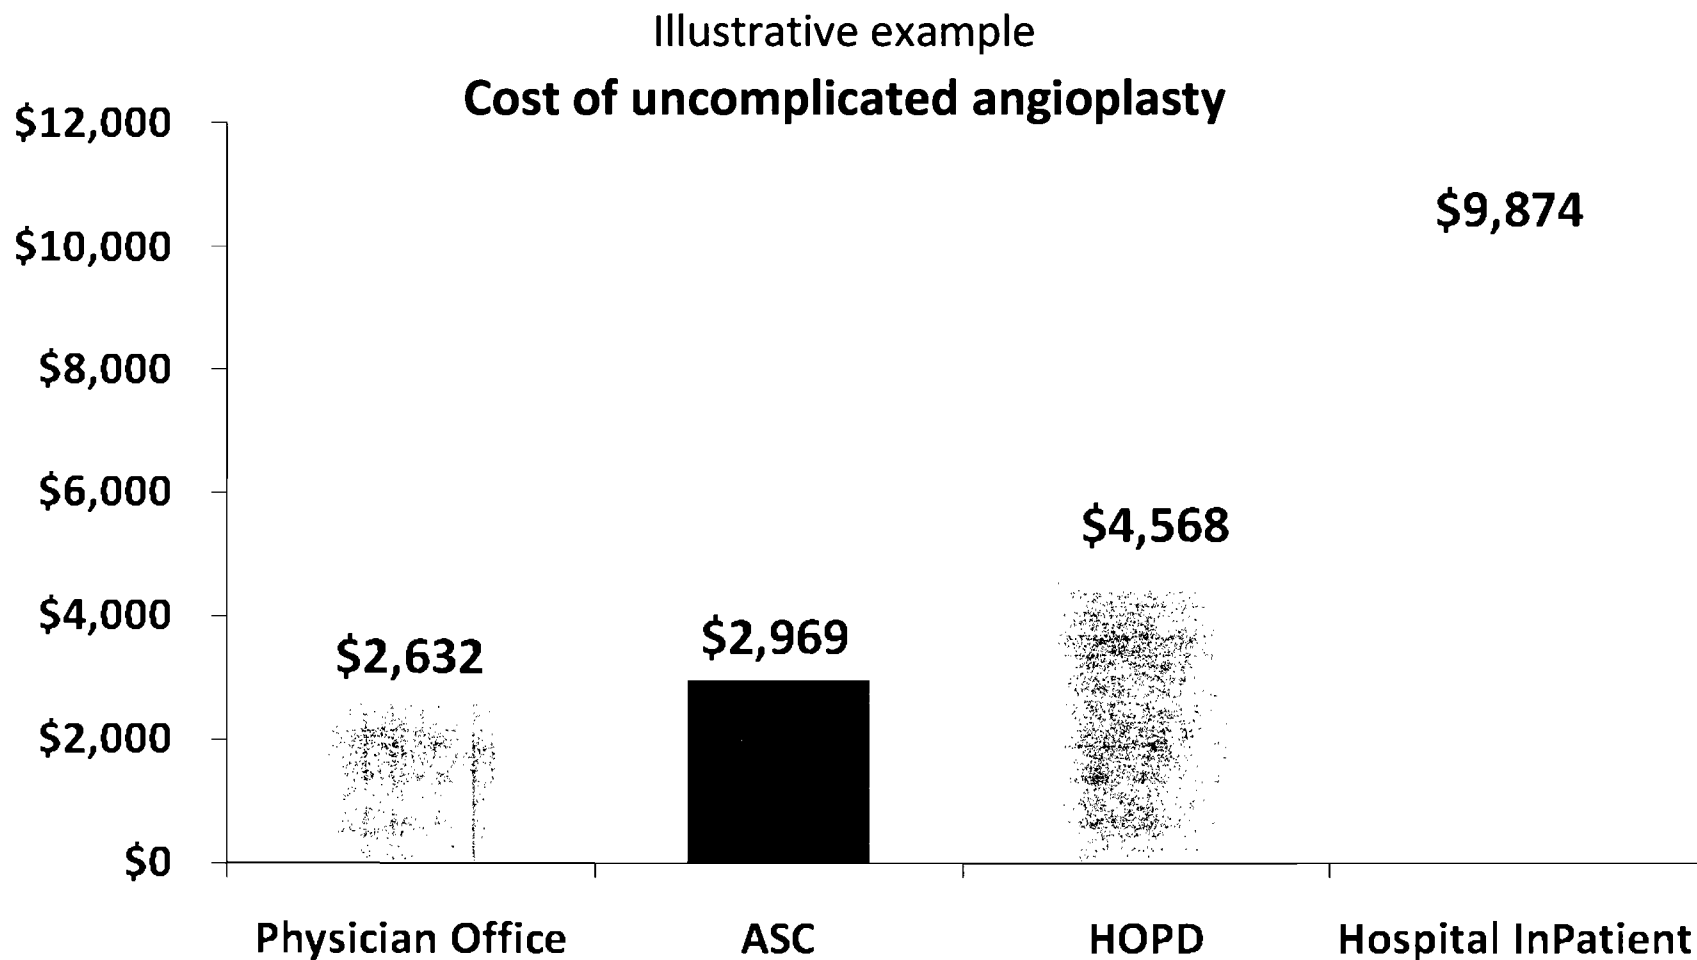 Illustrative example
Cost of uncomplicated angioplasty
$12,000
$10,000
$8,000
$6,000
$4,000
$2,000
$0
$2,632
$2,969
$4,568
$9,874
Physician Office
ASC
HOPD
Hospital InPatient